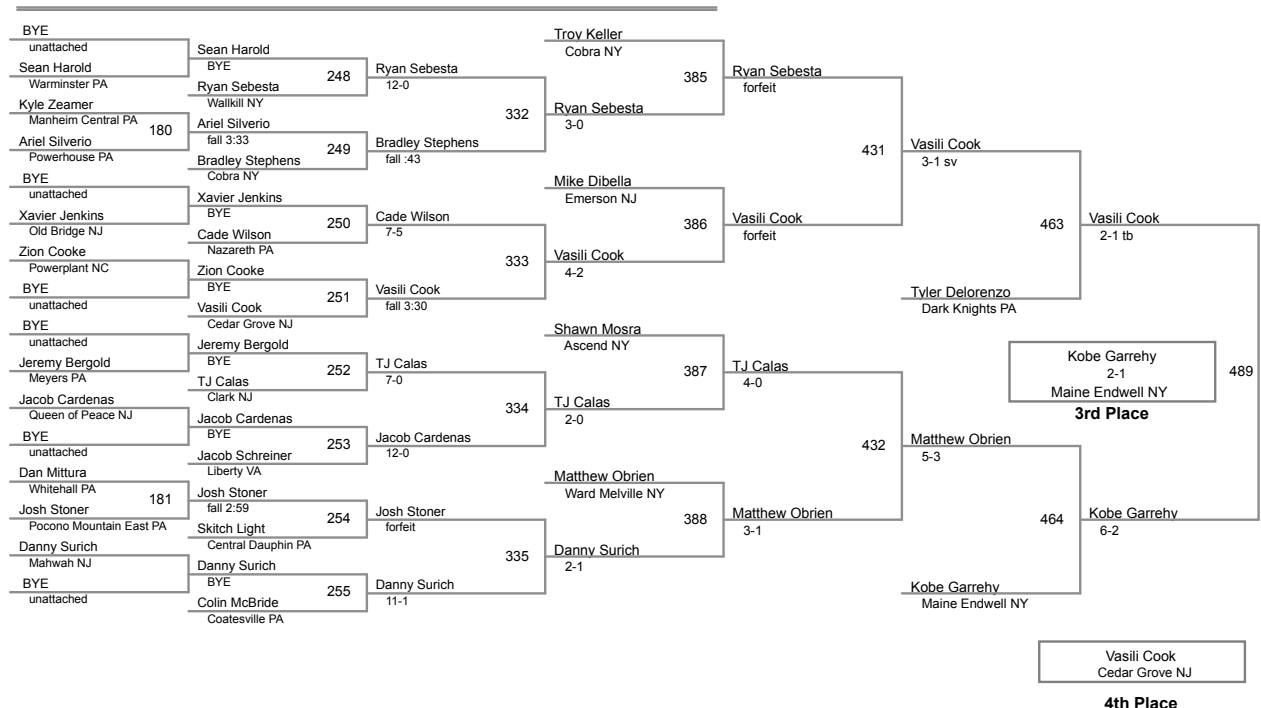 BYE
unattached
Sean Harold
Warminster PA
Kyle Zeamer
Manheim Central PA
180
Ariel Silverio
Powerhouse PA
BYE
unattached
Xavier Jenkins
Old Bridge NJ
Zion Cooke
Powerplant NC
BYE
unattached
BYE
unattached
Jeremy Bergold
Meyers PA
Jacob Cardenas
Queen of Peace NJ
BYE
unattached
Dan Mittura
Whitehall PA
181
Josh Stoner
Pocono Mountain East PA
Danny Surich
Mahwah NJ
BYE
unattached
Sean Harold
BYE
248
Ryan Sebesta
Wallkill NY
Ariel Silverio
fall 3:33
249
Bradley Stephens
Cobra NY
Xavier Jenkins
BYE
250
Cade Wilson
Nazareth PA
Zion Cooke
BYE
251
Vasili Cook
Cedar Grove NJ
Jeremy Bergold
BYE
252
TJ Calas
Clark NJ
Jacob Cardenas
BYE
253
Jacob Schreiner
Liberty VA
Josh Stoner
fall 2:59
254
Skitch Light
Central Dauphin PA
Danny Surich
BYE
255
Colin McBride
Coatesville PA
Ryan Sebesta
12-0
332
Bradley Stephens
fall :43
Cade Wilson
7-5
333
Vasili Cook
fall 3:30
TJ Calas
7-0
334
Jacob Cardenas
12-0
Josh Stoner
forfeit
335
Danny Surich
11-1
Troy Keller
Cobra NY
385
Ryan Sebesta
3-0
Mike Dibella
Emerson NJ
386
Vasili Cook
4-2
Shawn Mosra
Ascend NY
387
TJ Calas
2-0
Matthew Obrien
Ward Melville NY
388
Danny Surich
2-1
Ryan Sebesta
forfeit
431
Vasili Cook
forfeit
TJ Calas
4-0
432
Matthew Obrien
3-1
Vasili Cook
3-1 sv
463
Tyler Delorenzo
Dark Knights PA
Matthew Obrien
5-3
464
Kobe Garrehy
Maine Endwell NY
Vasili Cook
2-1 tb
489
Kobe Garrehy
6-2
Kobe Garrehy
2-1
Maine Endwell NY
3rd Place
Vasili Cook
Cedar Grove NJ
4th Place